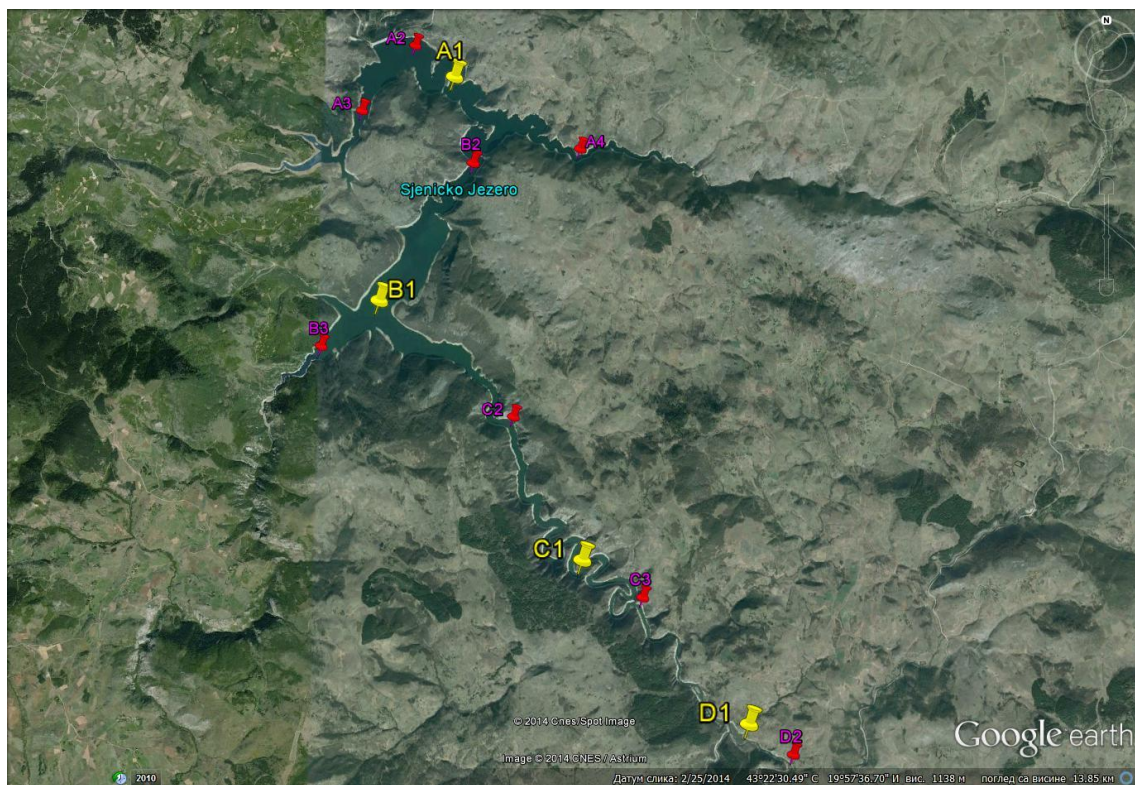 N
A2
A1
A3
B2
A4
Sjenicko Jezero
B1
B3
C2
C1
C3
D1
D2
© 2014 Cnes/Spot Image
Google earth
Image © 2014 CNES / Astrium
2010
Датум слика: 2/25/2014 43°22'30.49" С 19°57'36.70" И вис. 1138 м поглед са висине 13.85 км